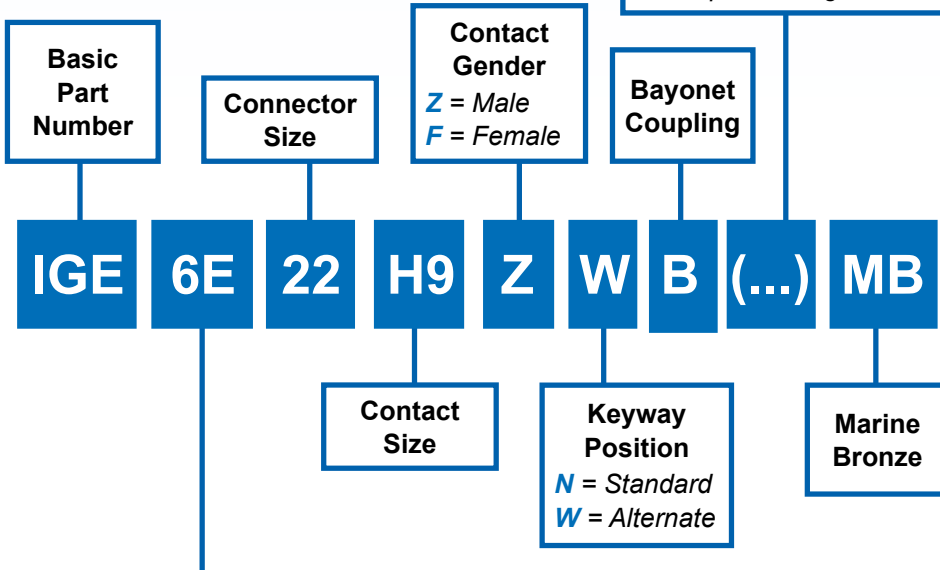 Basic
Part
Number
Connector
Size
Contact
Gender
Z = Male
F = Female
Bayonet
Coupling
IGE 6E 22 H9 Z W B (...) MB
Contact
Size
Keyway
Position
N = Standard
W = Alternate
Marine
Bronze